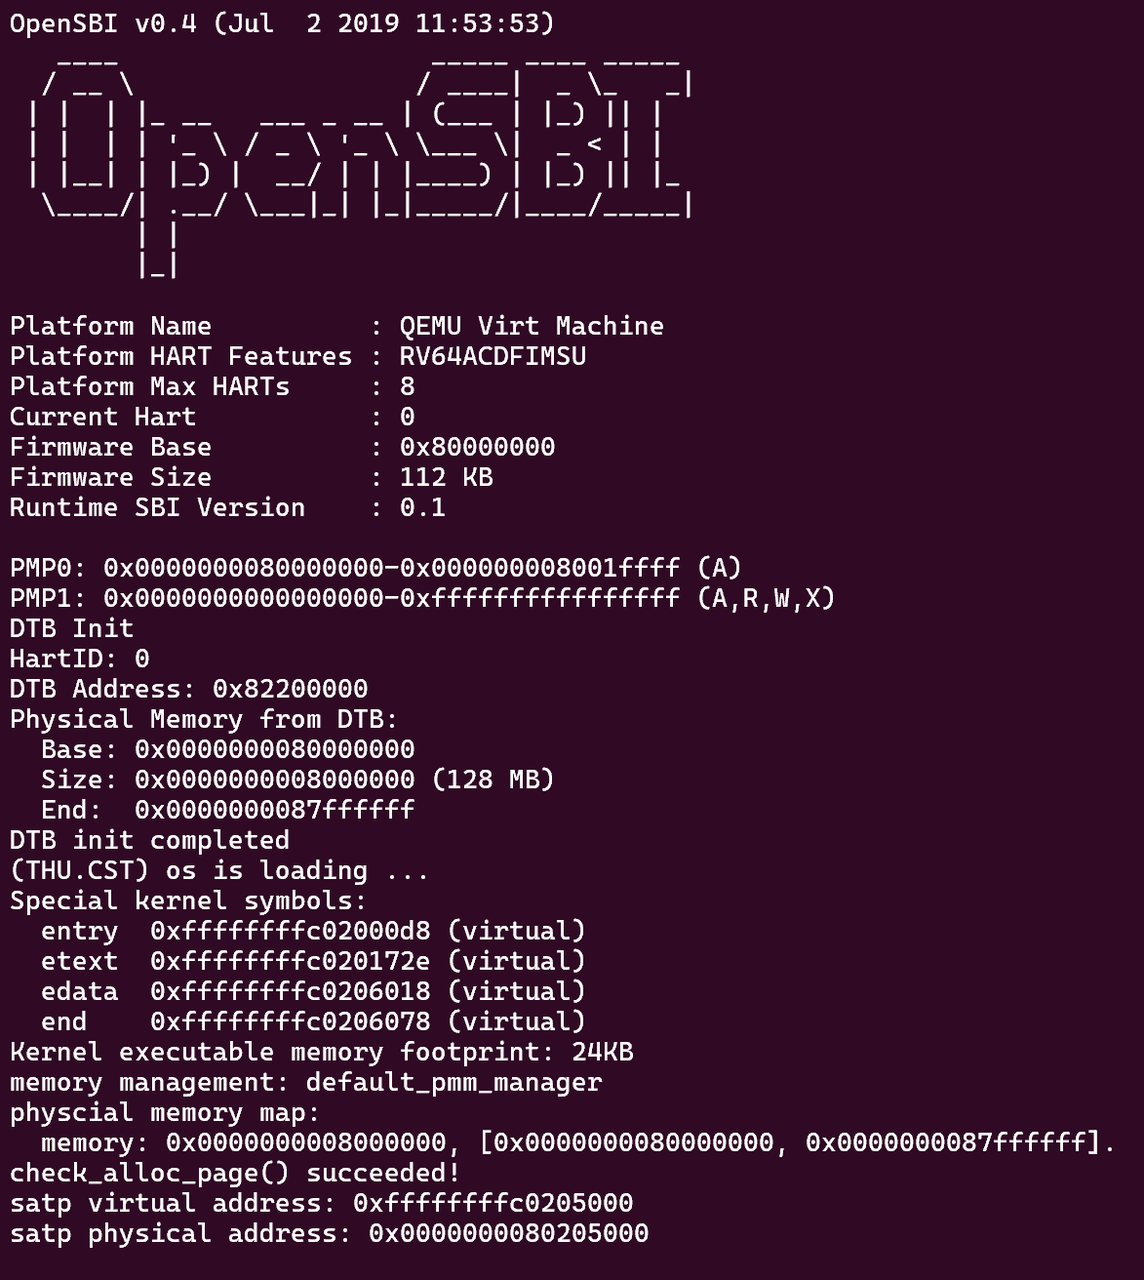 OpenSBI v0.4 (Jul  2 2019 11:53:53)
   ____                    _____ ____ _____
  / __ \                  / ____|  _ \_   _|
 | |  | |_ __   ___ _ __ | (___ | |_) || |
 | |  | | '_ \ / _ \ '_ \ \___ \|  _ < | |
 | |__| | |_) |  __/ | | |____) | |_) || |_
  \____/| .__/ \___|_| |_|_____/|____/_____|
        | |
        |_|
Platform Name          : QEMU Virt Machine
Platform HART Features : RV64ACDFIMSU
Platform Max HARTs     : 8
Current Hart           : 0
Firmware Base          : 0x80000000
Firmware Size          : 112 KB
Runtime SBI Version    : 0.1
PMP0: 0x0000000080000000-0x000000008001ffff (A)
PMP1: 0x0000000000000000-0xffffffffffffffff (A,R,W,X)
DTB Init
HartID: 0
DTB Address: 0x82200000
Physical Memory from DTB:
  Base: 0x0000000080000000
  Size: 0x0000000008000000 (128 MB)
  End:  0x0000000087ffffff
DTB init completed
(THU.CST) os is loading ...
Special kernel symbols:
  entry  0xffffffffc02000d8 (virtual)
  etext  0xffffffffc020172e (virtual)
  edata  0xffffffffc0206018 (virtual)
  end    0xffffffffc0206078 (virtual)
Kernel executable memory footprint: 24KB
memory management: default_pmm_manager
physcial memory map:
  memory: 0x0000000008000000, [0x0000000080000000, 0x0000000087ffffff].
check_alloc_page() succeeded!
satp virtual address: 0xffffffffc0205000
satp physical address: 0x0000000080205000